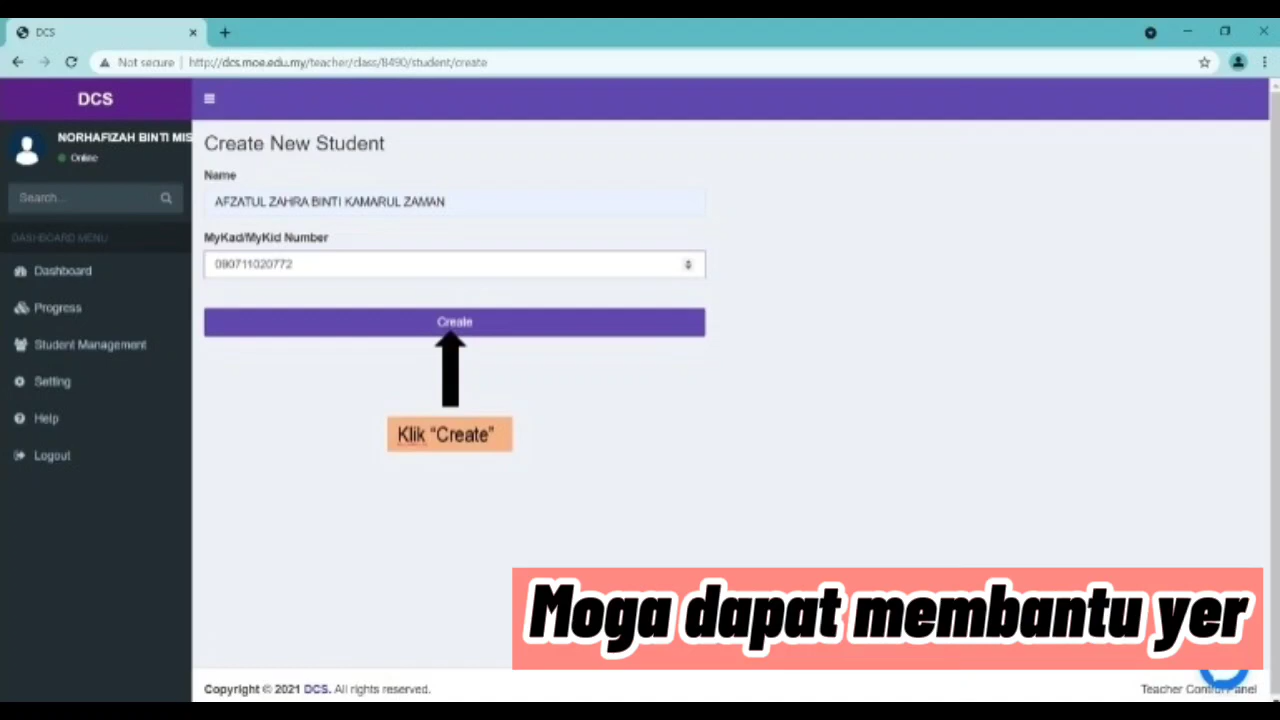 DCS
Not secure
http://dcs.moe.edu.my/teacher/class/8490/student/create
DCS
NORHAFIZAH BINTI MIS
Online
Search...
DASHBOARD MENU
Dashboard
Progress
Student Management
Setting
Help
Logout
Create New Student
Name
AFZATUL ZAHRA BINTI KAMARUL ZAMAN
MyKad/MyKid Number
090711020772
Create
Klik “Create”
Moga dapat membantu yer
Copyright © 2021 DCS. All rights reserved.
Teacher Control Panel